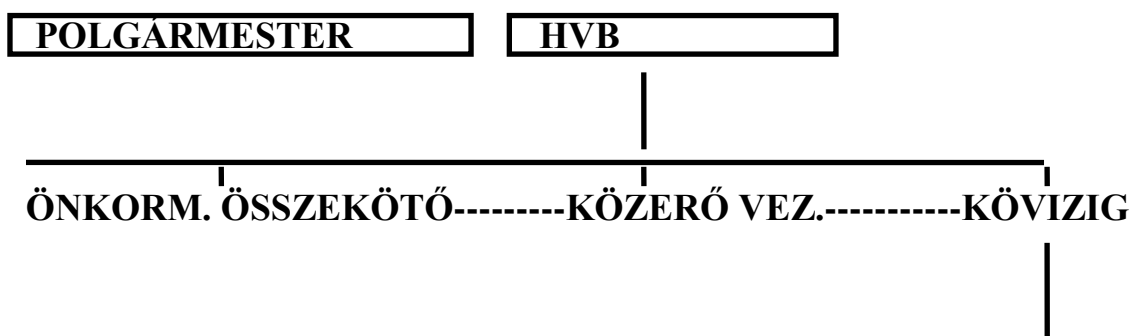 POLGÁRMESTER HVB
ÖNKORM. ÖSSZEKÖTŐ---------KÖZERŐ VEZ.-----------KÖVIZIG